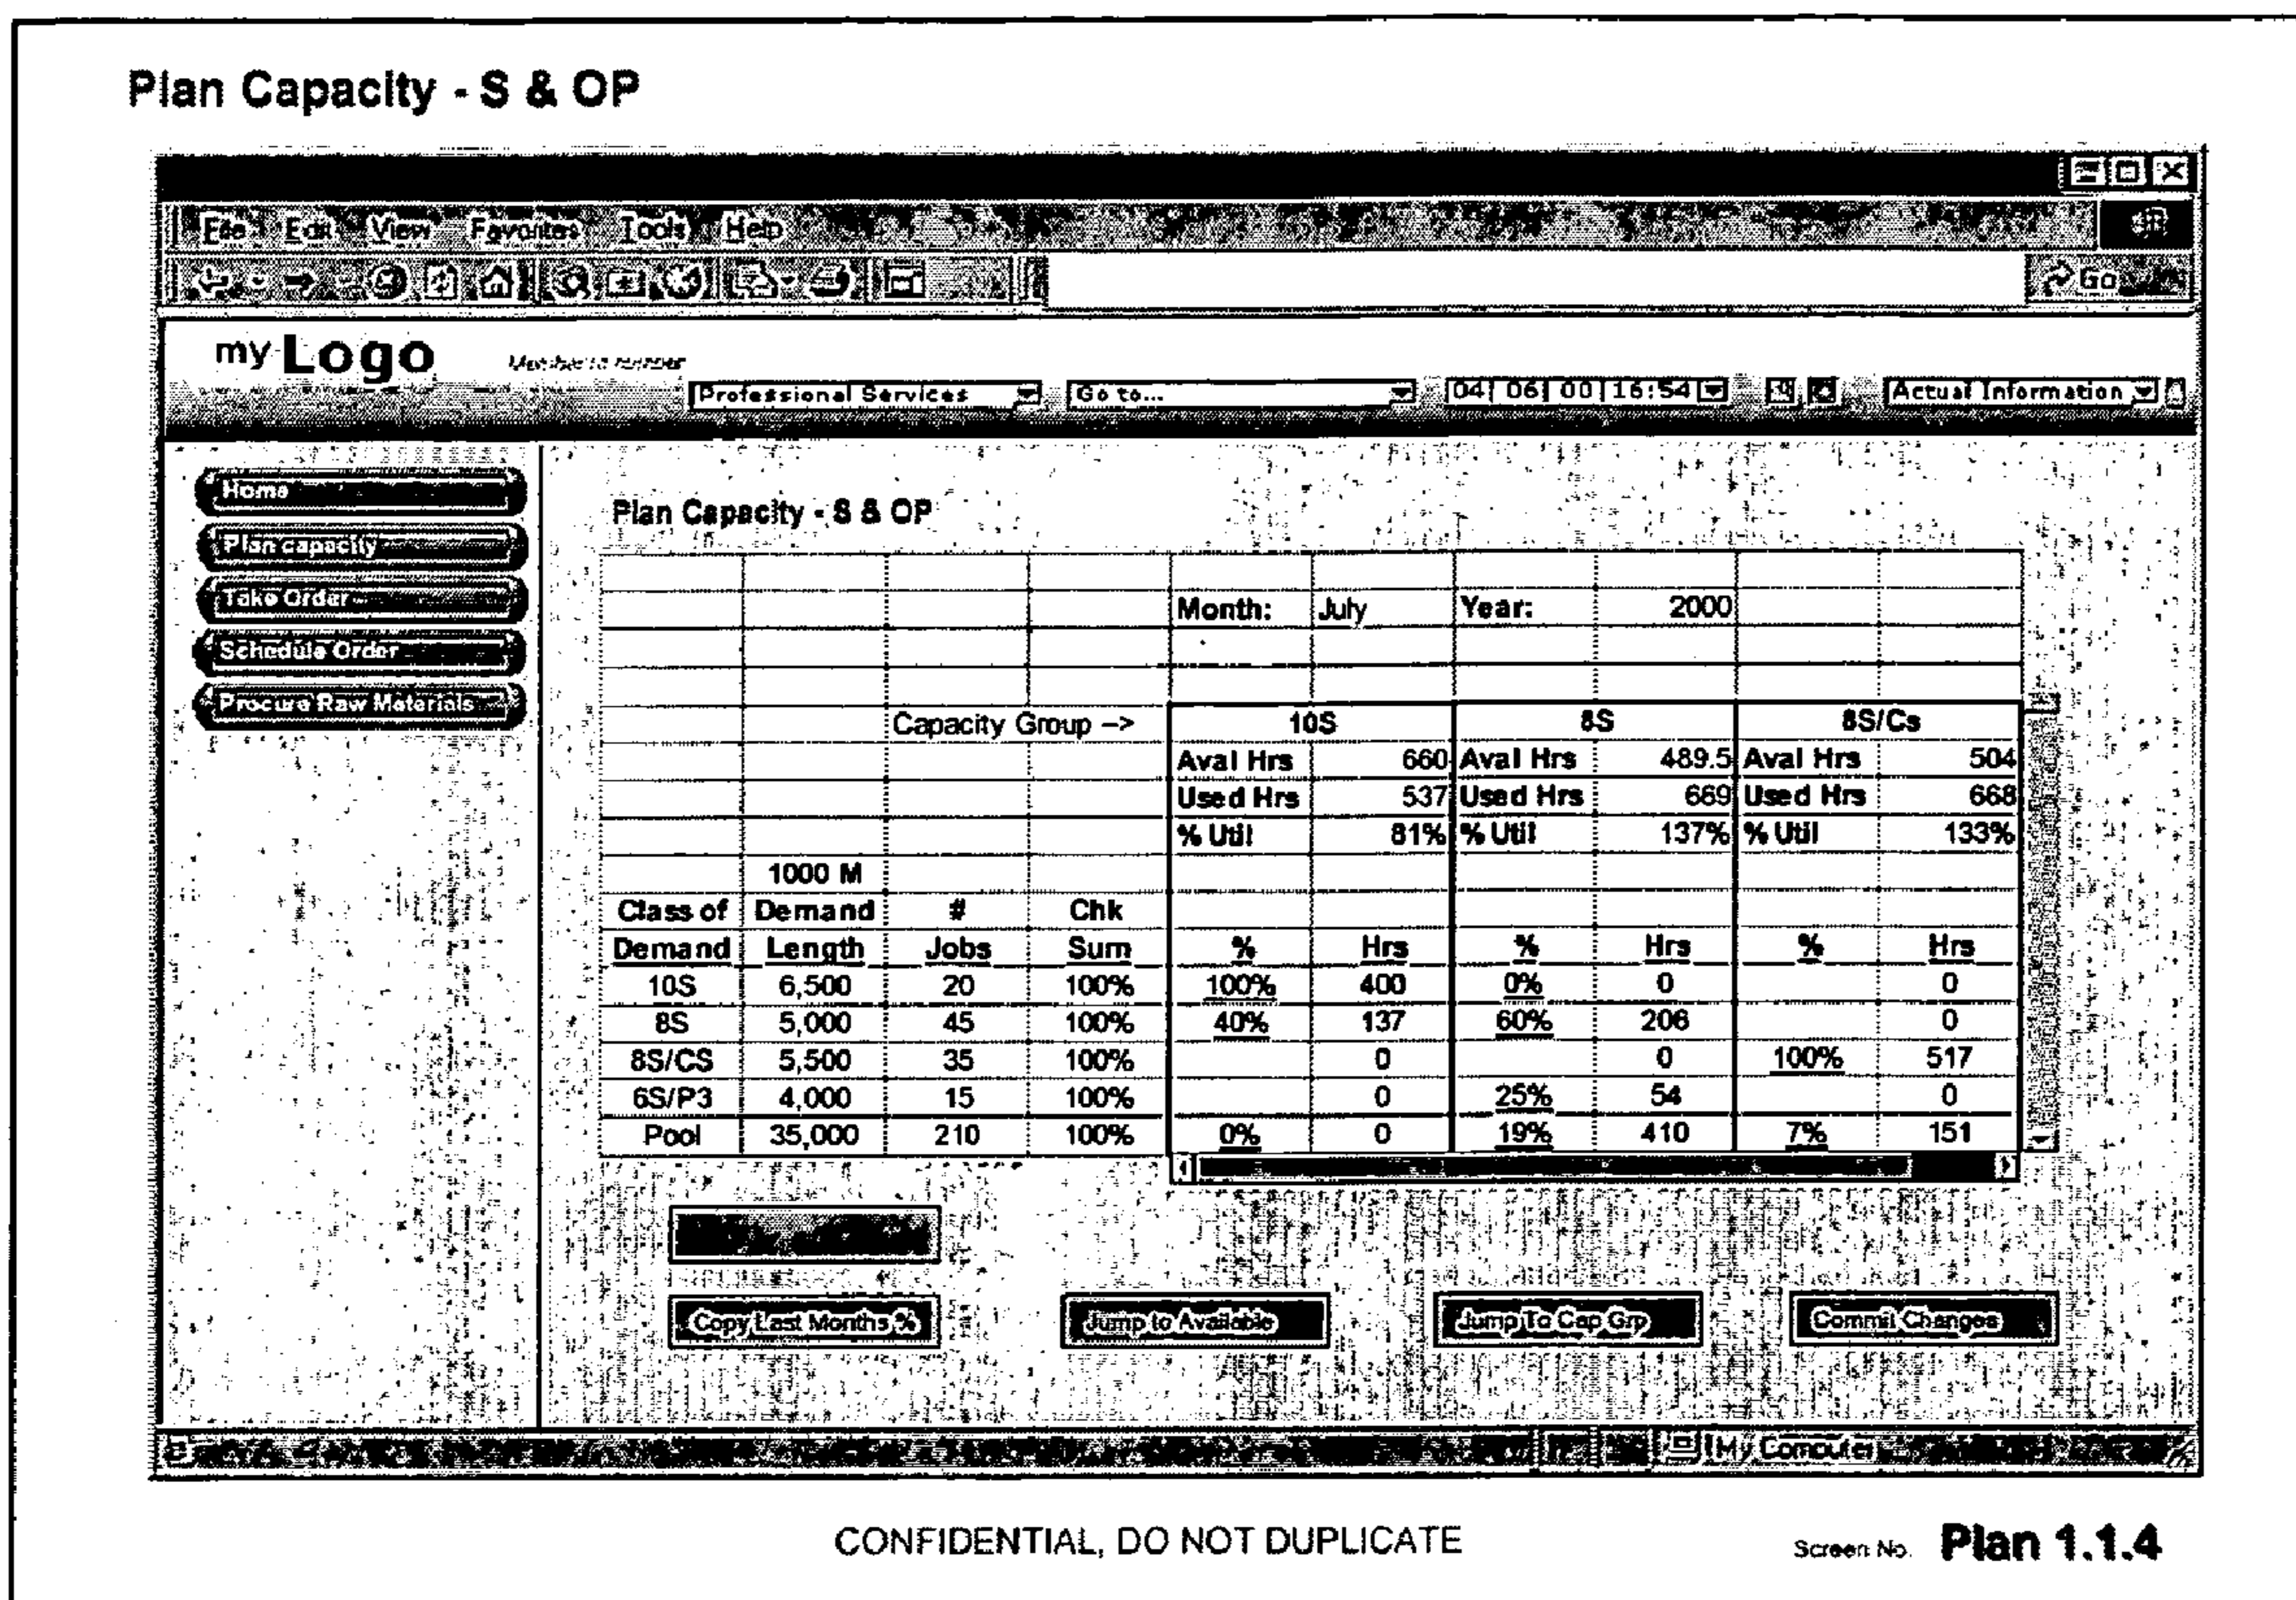 Plan Capacity - S & OP
File Edit View Favorites Tools Help
Go
my Logo
Professional Services Go to... 04 06 00 16:54 Actual Information
Home
Plan capacity
Take Order
Schedule Order
Procure Raw Materials
Plan Capacity - S & OP
Month: July Year: 2000
Capacity Group --> 10S 8S 8S/Cs
Aval Hrs 660 Aval Hrs 489.5 Aval Hrs 504
Used Hrs 537 Used Hrs 669 Used Hrs 668
% Util 81% % Util 137% % Util 133%
1000 M
Class of Demand # Chk
Demand Length Jobs Sum % Hrs % Hrs % Hrs
10S 6,500 20 100% 100% 400 0% 0 0
8S 5,000 45 100% 40% 137 60% 206 0
8S/CS 5,500 35 100% 0 0 100% 517
6S/P3 4,000 15 100% 0 25% 54 0
Pool 35,000 210 100% 0% 0 19% 410 7% 151
Copy Last Months % Jump to Available Jump To Cap Grp Commit Changes
My Computer
CONFIDENTIAL, DO NOT DUPLICATE
Screen No. Plan 1.1.4